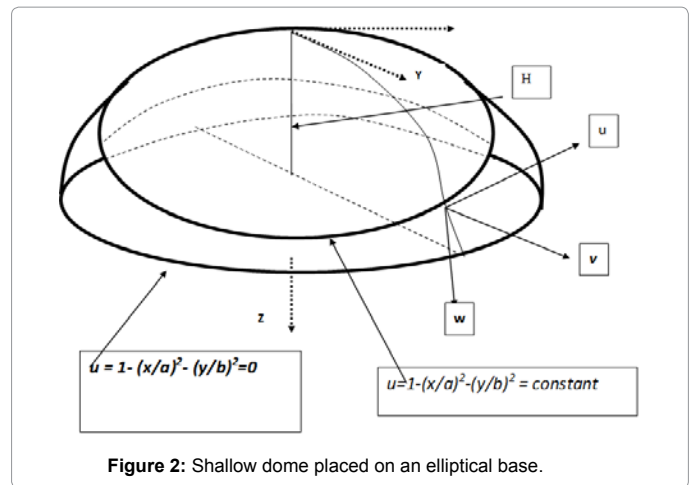 Y
H
u
v
z
w
u = 1- (x/a)²- (y/b)²=0
u=1-(x/a)²-(y/b)² = constant
Figure 2: Shallow dome placed on an elliptical base.